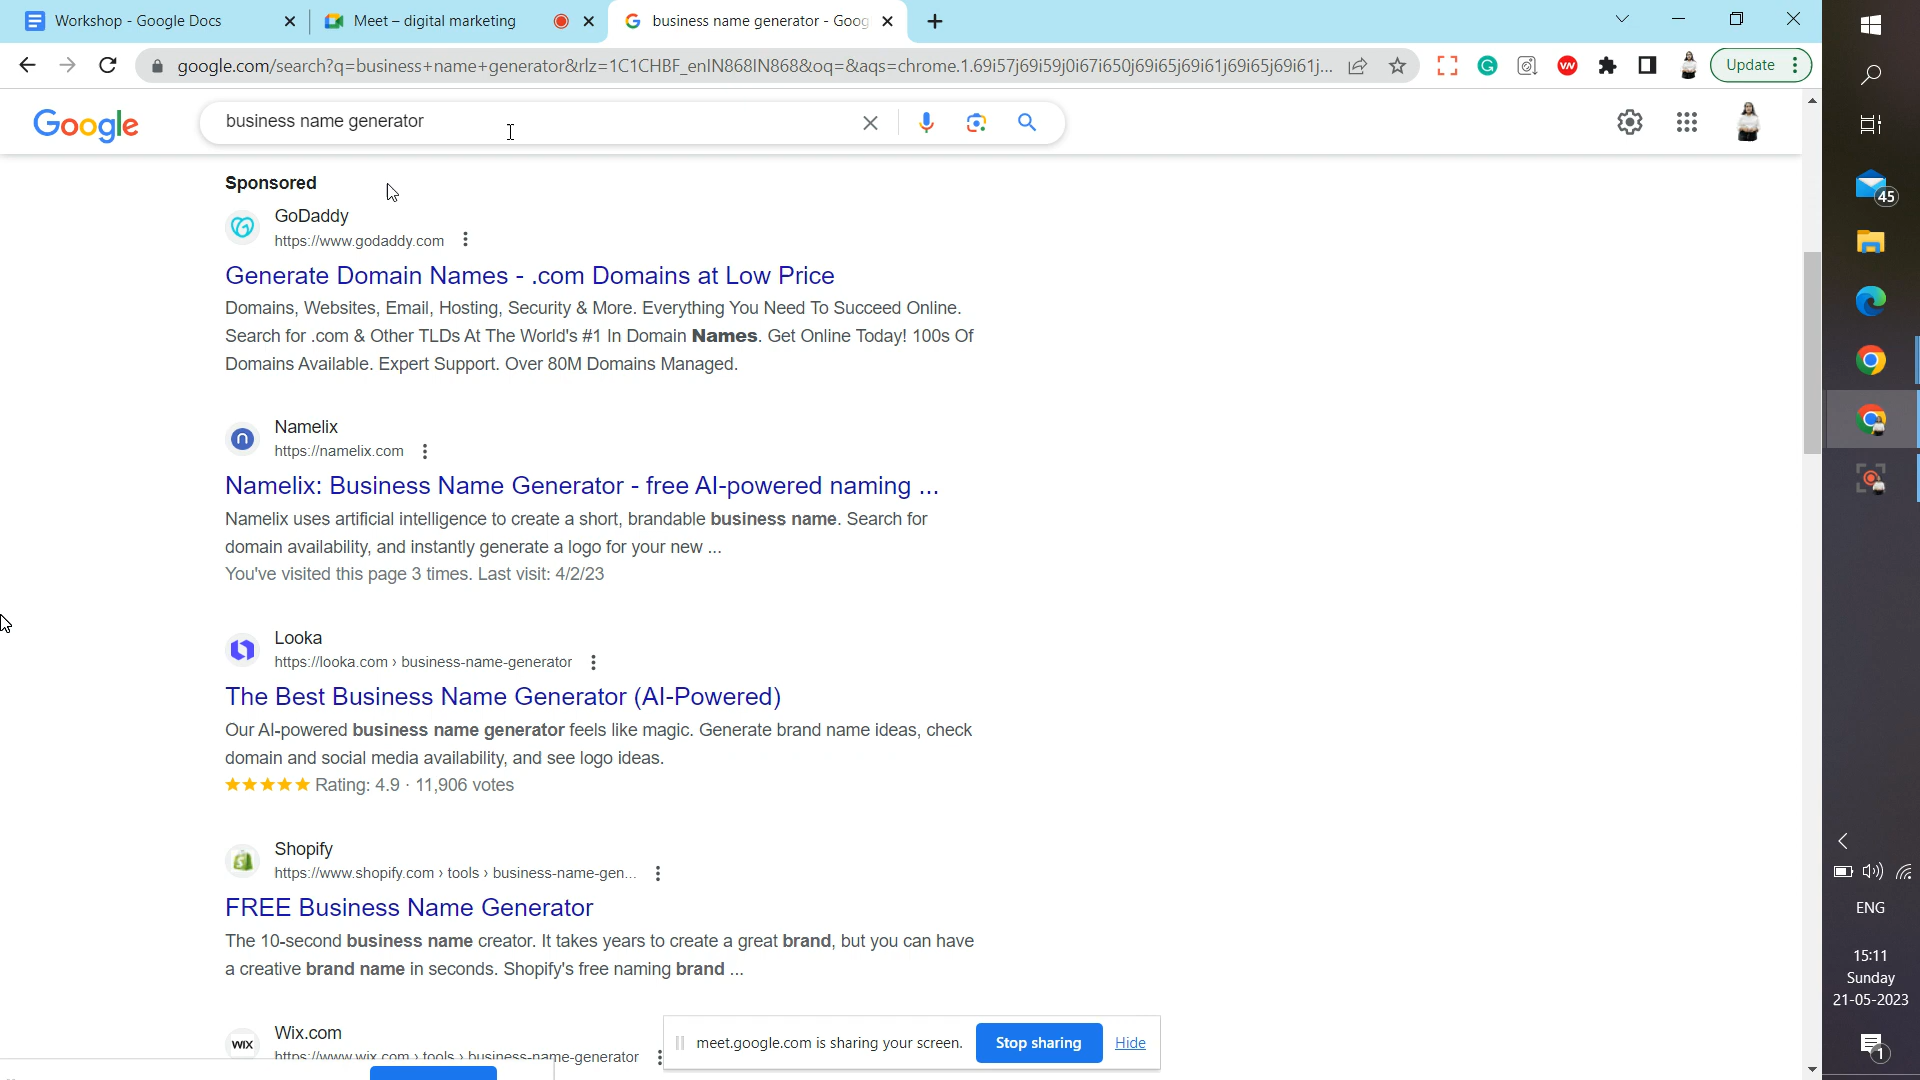 Workshop - Google Docs
Meet – digital marketing
business name generator - Goog
google.com/search?q=business+name+generator&rlz=1C1CHBF_enIN868IN868&oq=&aqs=chrome.1.69i57j69i59j0i67i650j69i65j69i61j69i65j69i61j...
Update
Google
business name generator
Sponsored
GoDaddy
https://www.godaddy.com
Generate Domain Names - .com Domains at Low Price
Domains, Websites, Email, Hosting, Security & More. Everything You Need To Succeed Online.
Search for .com & Other TLDs At The World's #1 In Domain Names. Get Online Today! 100s Of
Domains Available. Expert Support. Over 80M Domains Managed.
Namelix
https://namelix.com
Namelix: Business Name Generator - free AI-powered naming ...
Namelix uses artificial intelligence to create a short, brandable business name. Search for
domain availability, and instantly generate a logo for your new ...
You've visited this page 3 times. Last visit: 4/2/23
Looka
https://looka.com › business-name-generator
The Best Business Name Generator (AI-Powered)
Our AI-powered business name generator feels like magic. Generate brand name ideas, check
domain and social media availability, and see logo ideas.
Rating: 4.9 · 11,906 votes
Shopify
https://www.shopify.com › tools › business-name-gen...
FREE Business Name Generator
The 10-second business name creator. It takes years to create a great brand, but you can have
a creative brand name in seconds. Shopify's free naming brand ...
WIX
Wix.com
https://www.wix.com › tools › business-name-generator
meet.google.com is sharing your screen.
Stop sharing
Hide
45
ENG
15:11
Sunday
21-05-2023
1